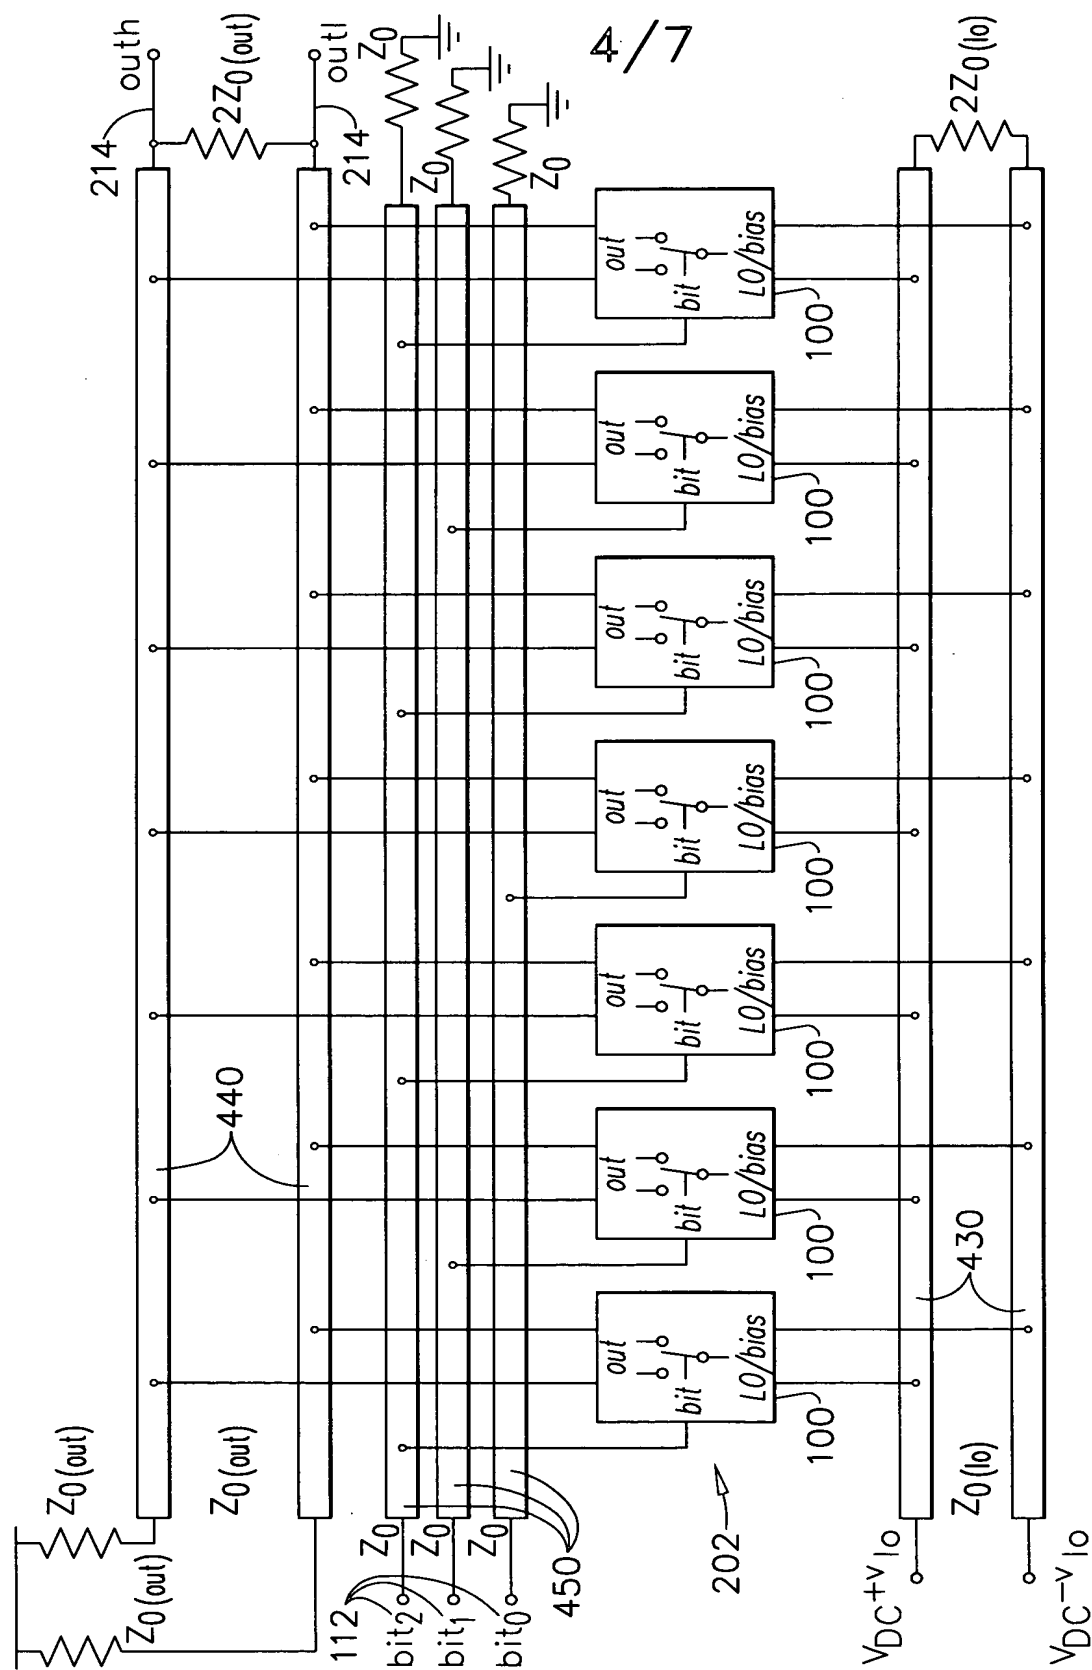 4/7
Z0(out)
Z0(out)
Z0(out)
Z0(out)
440
214
outh
2Z0(out)
outl
214
112
bit2
bit1
bit0
Z0
Z0
Z0
450
Z0
Z0
Z0
202
out
bit
LO/bias
100
out
bit
LO/bias
100
out
bit
LO/bias
100
out
bit
LO/bias
100
out
bit
LO/bias
100
out
bit
LO/bias
100
out
bit
LO/bias
100
VDC+vlo
Z0(lo)
VDC-vlo
430
2Z0(lo)